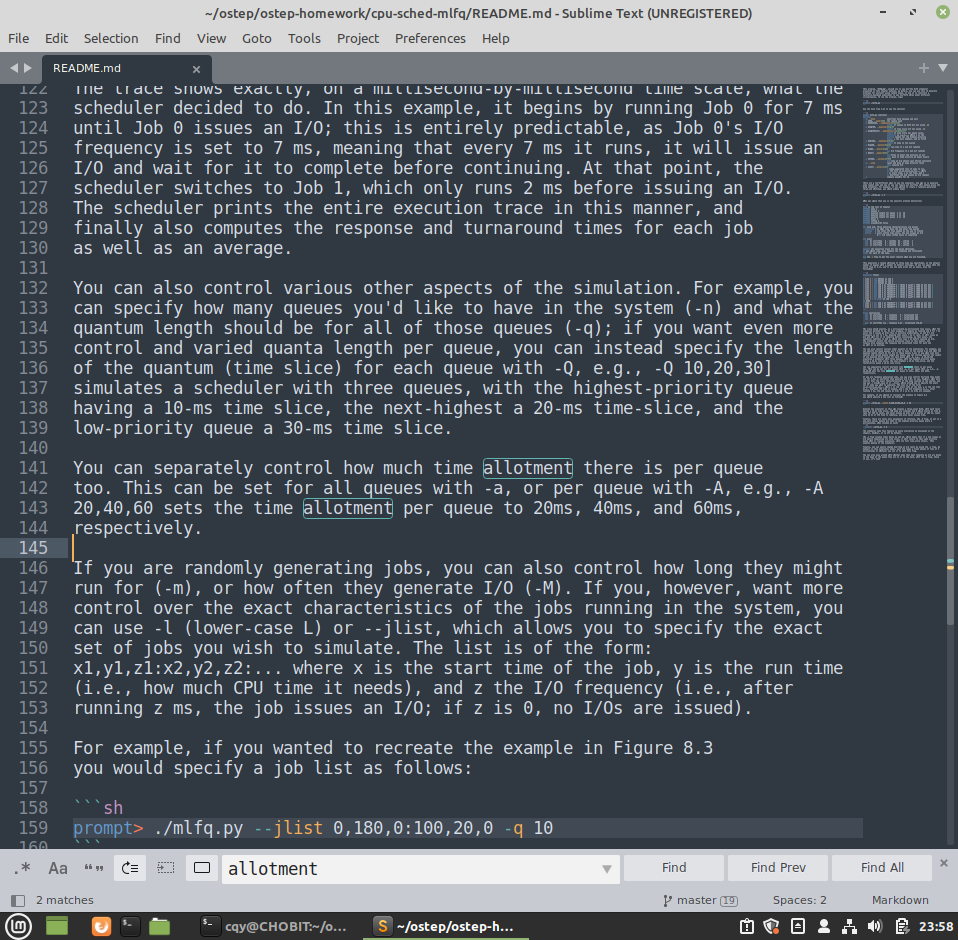 ~/ostep/ostep-homework/cpu-sched-mlfq/README.md - Sublime Text (UNREGISTERED)
File Edit Selection Find View Goto Tools Project Preferences Help
README.md
122 The trace shows exactly, on a millisecond-by-millisecond time scale, what the
123 scheduler decided to do. In this example, it begins by running Job 0 for 7 ms
124 until Job 0 issues an I/O; this is entirely predictable, as Job 0's I/O
125 frequency is set to 7 ms, meaning that every 7 ms it runs, it will issue an
126 I/O and wait for it to complete before continuing. At that point, the
127 scheduler switches to Job 1, which only runs 2 ms before issuing an I/O.
128 The scheduler prints the entire execution trace in this manner, and
129 finally also computes the response and turnaround times for each job
130 as well as an average.
131
132 You can also control various other aspects of the simulation. For example, you
133 can specify how many queues you'd like to have in the system (-n) and what the
134 quantum length should be for all of those queues (-q); if you want even more
135 control and varied quanta length per queue, you can instead specify the length
136 of the quantum (time slice) for each queue with -Q, e.g., -Q 10,20,30]
137 simulates a scheduler with three queues, with the highest-priority queue
138 having a 10-ms time slice, the next-highest a 20-ms time-slice, and the
139 low-priority queue a 30-ms time slice.
140
141 You can separately control how much time allotment there is per queue
142 too. This can be set for all queues with -a, or per queue with -A, e.g., -A
143 20,40,60 sets the time allotment per queue to 20ms, 40ms, and 60ms,
144 respectively.
145
146 If you are randomly generating jobs, you can also control how long they might
147 run for (-m), or how often they generate I/O (-M). If you, however, want more
148 control over the exact characteristics of the jobs running in the system, you
149 can use -l (lower-case L) or --jlist, which allows you to specify the exact
150 set of jobs you wish to simulate. The list is of the form:
151 x1,y1,z1:x2,y2,z2:... where x is the start time of the job, y is the run time
152 (i.e., how much CPU time it needs), and z the I/O frequency (i.e., after
153 running z ms, the job issues an I/O; if z is 0, no I/Os are issued).
154
155 For example, if you wanted to recreate the example in Figure 8.3
156 you would specify a job list as follows:
157
158 ```sh
159 prompt> ./mlfq.py --jlist 0,180,0:100,20,0 -q 10
160 ```
.* Aa “” allotment Find Find Prev Find All
2 matches master 19 Spaces: 2 Markdown
cqy@CHOBIT:~/o... S ~/ostep/ostep-h... 23:58